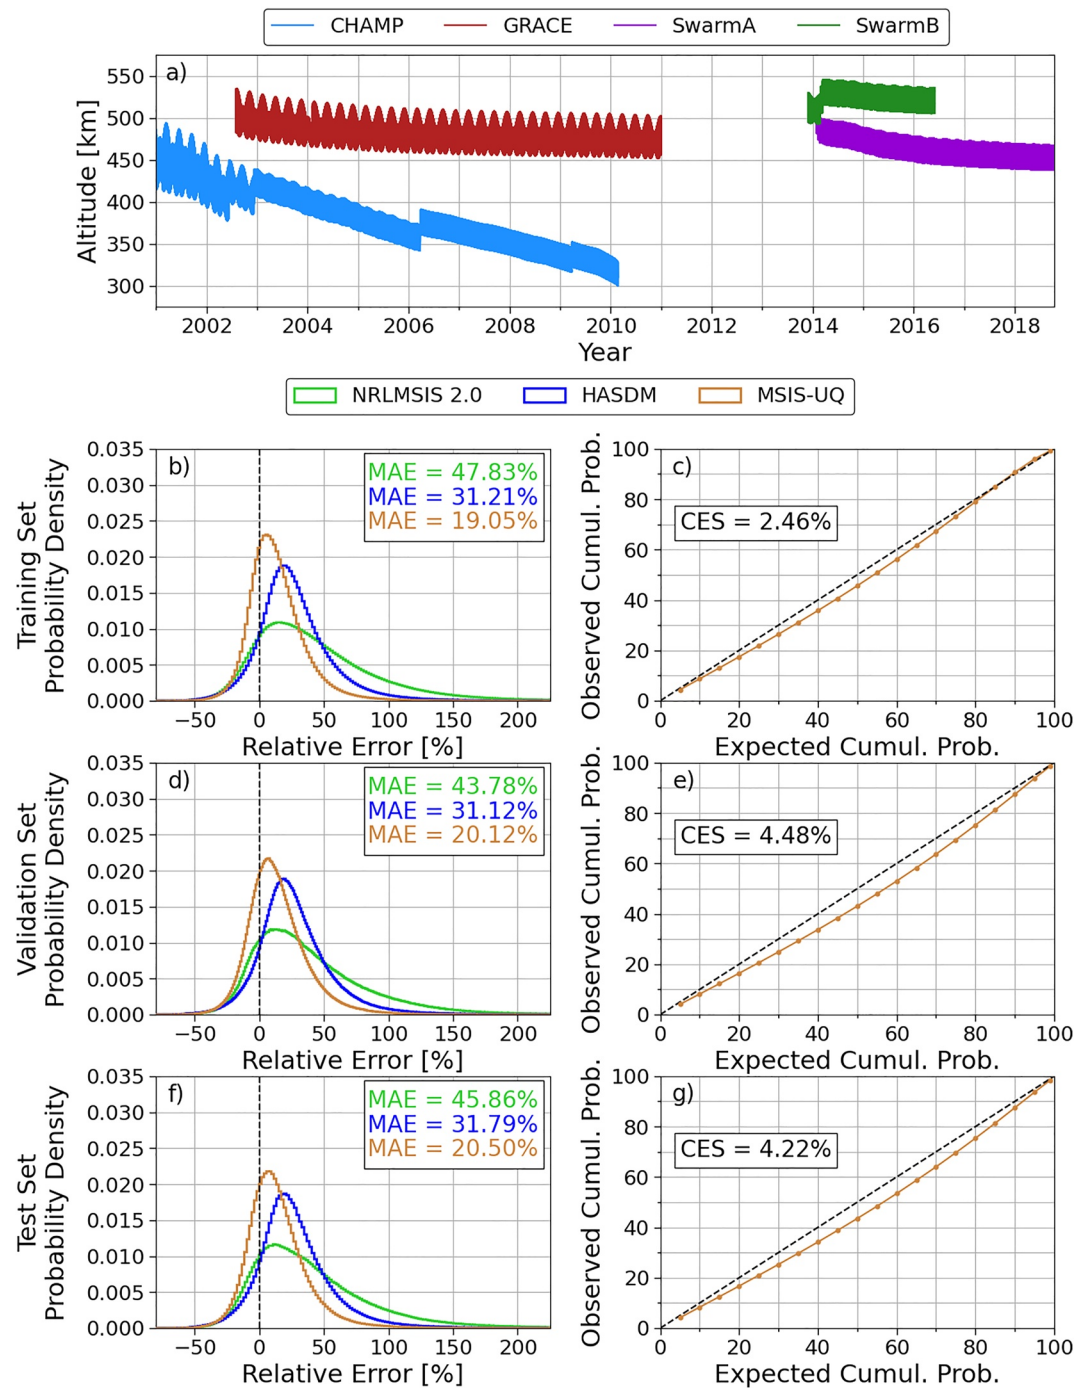 CHAMP GRACE SwarmA SwarmB
a)
Altitude [km]
550
500
450
400
350
300
2002 2004 2006 2008 2010 2012 2014 2016 2018
Year
NRLMSIS 2.0 HASDM MSIS-UQ
b)
Training Set
Probability Density
0.035
0.030
0.025
0.020
0.015
0.010
0.005
0.000
MAE = 47.83%
MAE = 31.21%
MAE = 19.05%
−50 0 50 100 150 200
Relative Error [%]
c)
Observed Cumul. Prob.
100
80
60
40
20
0
CES = 2.46%
0 20 40 60 80 100
Expected Cumul. Prob.
d)
Validation Set
Probability Density
0.035
0.030
0.025
0.020
0.015
0.010
0.005
0.000
MAE = 43.78%
MAE = 31.12%
MAE = 20.12%
−50 0 50 100 150 200
Relative Error [%]
e)
Observed Cumul. Prob.
100
80
60
40
20
0
CES = 4.48%
0 20 40 60 80 100
Expected Cumul. Prob.
f)
Test Set
Probability Density
0.035
0.030
0.025
0.020
0.015
0.010
0.005
0.000
MAE = 45.86%
MAE = 31.79%
MAE = 20.50%
−50 0 50 100 150 200
Relative Error [%]
g)
Observed Cumul. Prob.
100
80
60
40
20
0
CES = 4.22%
0 20 40 60 80 100
Expected Cumul. Prob.